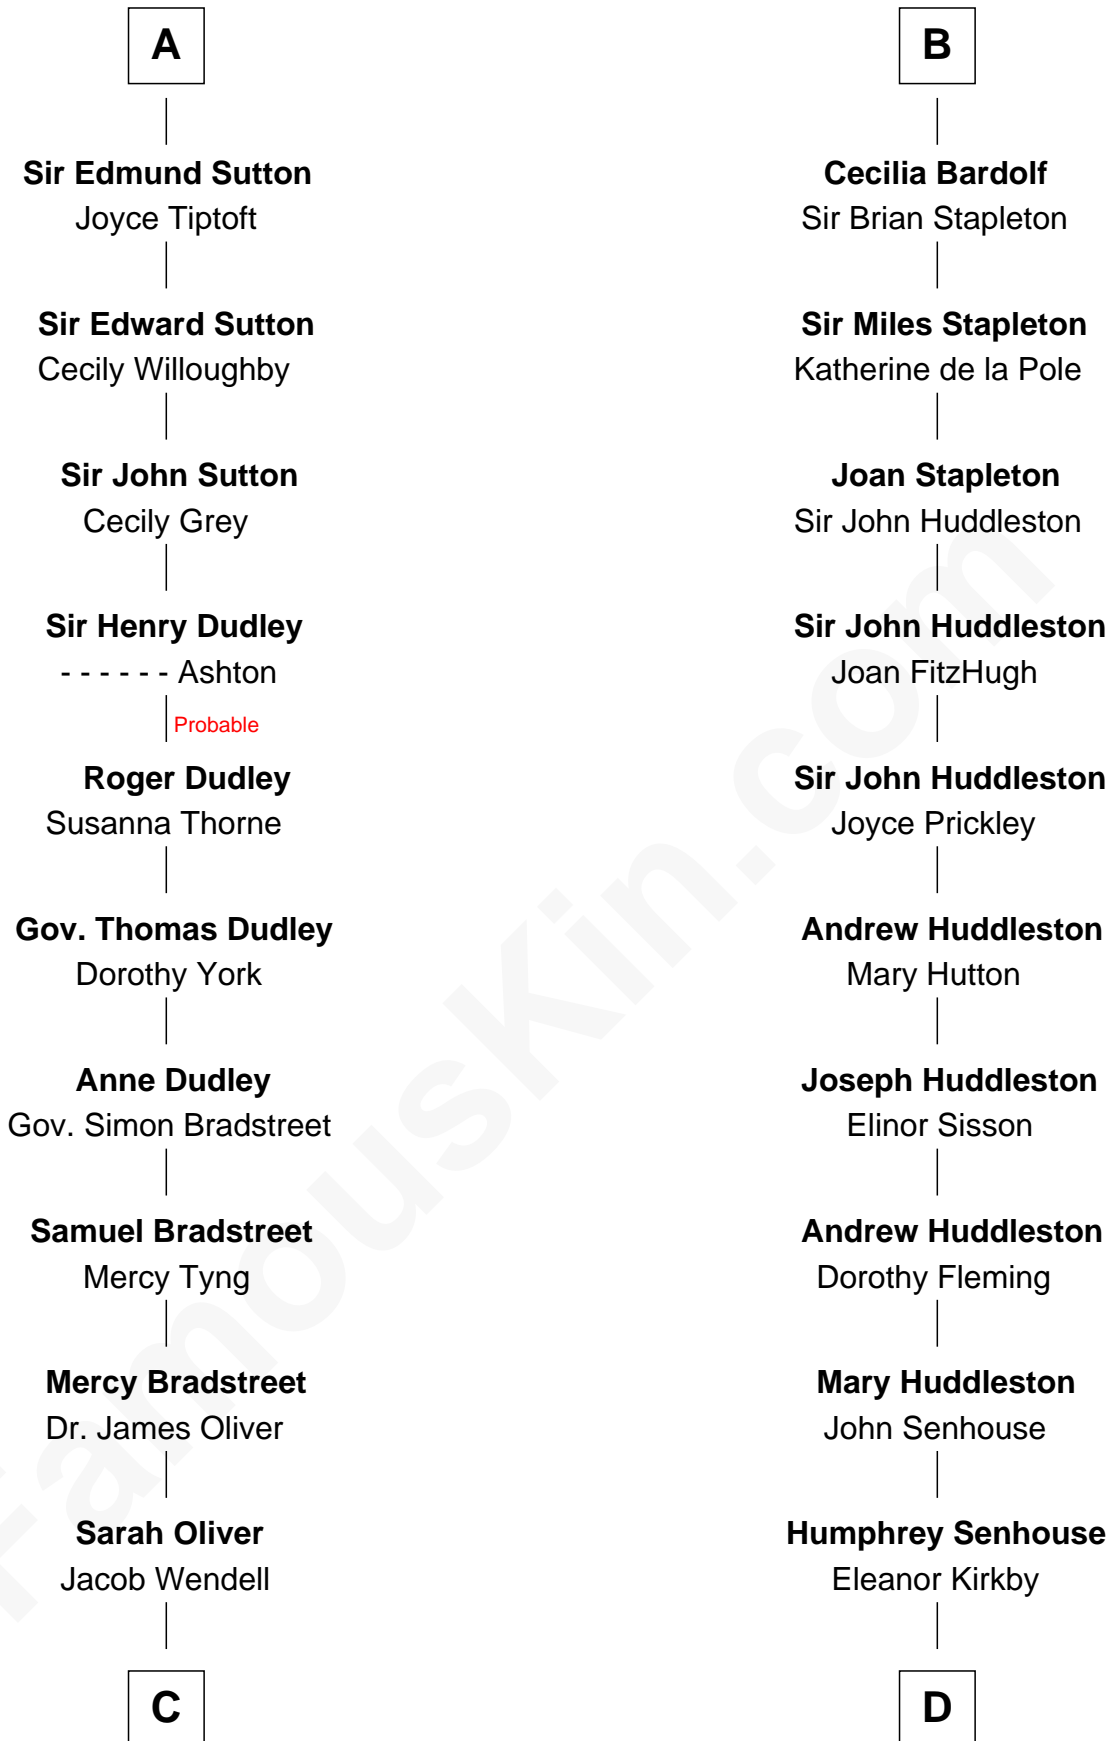 A
Sir Edmund Sutton
Joyce Tiptoft
Sir Edward Sutton
Cecily Willoughby
Sir John Sutton
Cecily Grey
Sir Henry Dudley
- - - - - - Ashton
Probable
Roger Dudley
Susanna Thorne
Gov. Thomas Dudley
Dorothy York
Anne Dudley
Gov. Simon Bradstreet
Samuel Bradstreet
Mercy Tyng
Mercy Bradstreet
Dr. James Oliver
Sarah Oliver
Jacob Wendell
C
B
Cecilia Bardolf
Sir Brian Stapleton
Sir Miles Stapleton
Katherine de la Pole
Joan Stapleton
Sir John Huddleston
Sir John Huddleston
Joan FitzHugh
Sir John Huddleston
Joyce Prickley
Andrew Huddleston
Mary Hutton
Joseph Huddleston
Elinor Sisson
Andrew Huddleston
Dorothy Fleming
Mary Huddleston
John Senhouse
Humphrey Senhouse
Eleanor Kirkby
D
FamousKin.com